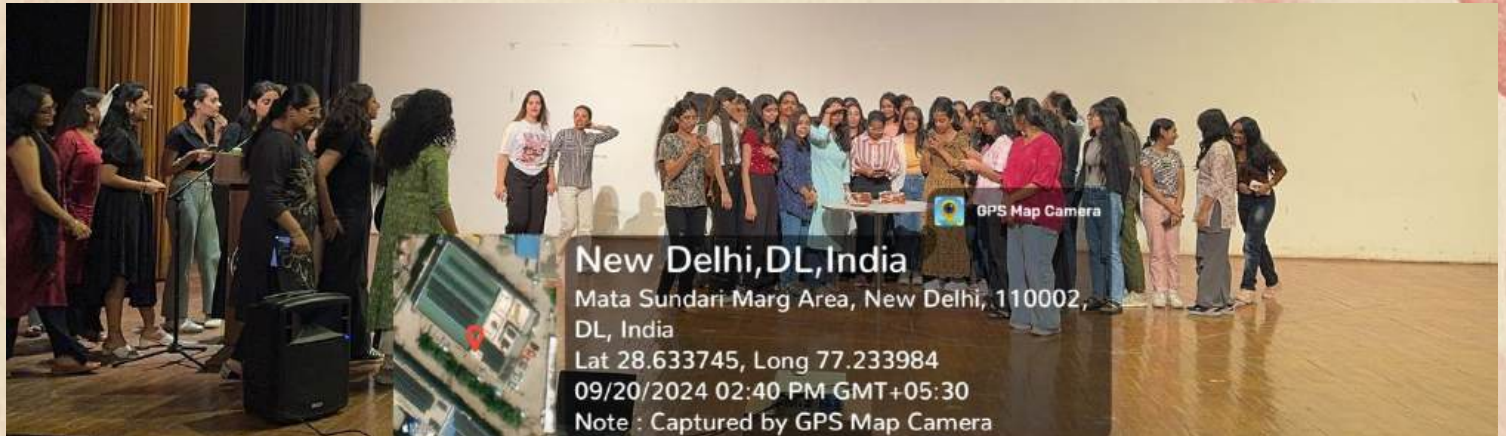 GPS Map Camera
New Delhi,DL,India
Mata Sundari Marg Area, New Delhi, 110002,
DL, India
Lat 28.633745, Long 77.233984
09/20/2024 02:40 PM GMT+05:30
Note : Captured by GPS Map Camera